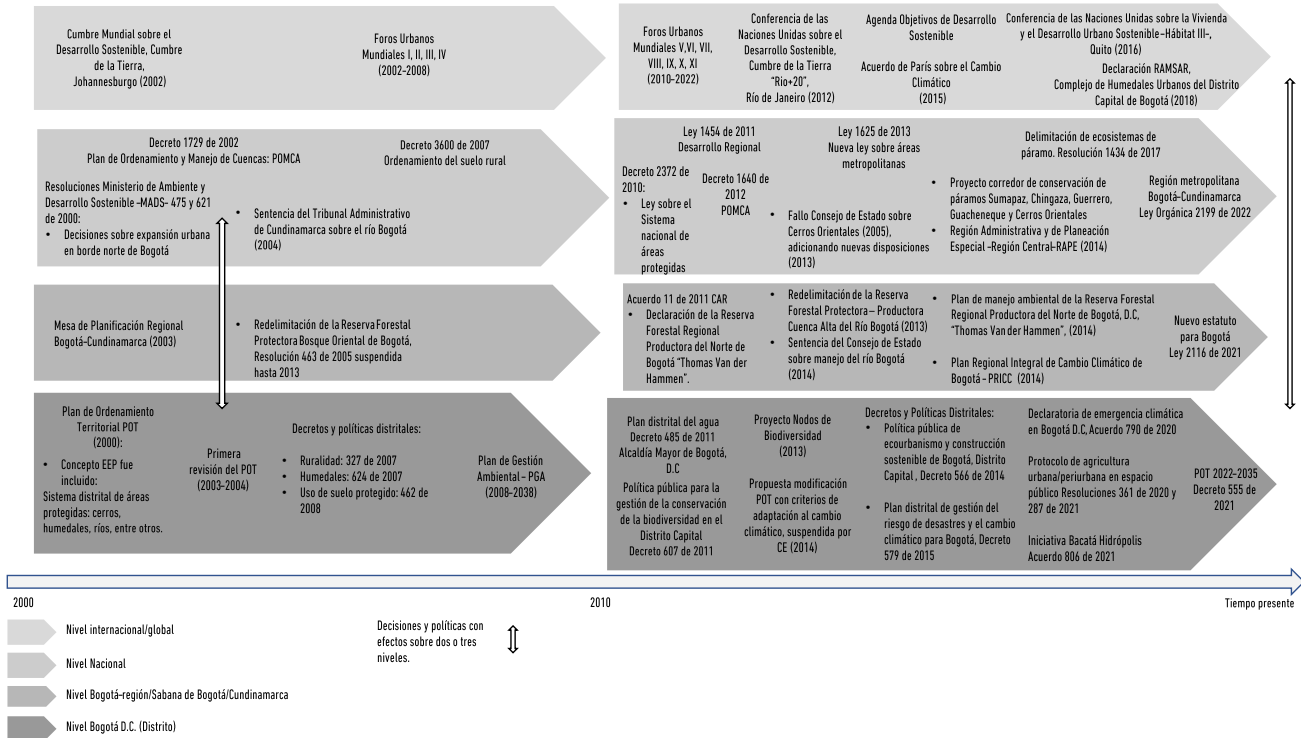 Cumbre Mundial sobre el
Desarrollo Sostenible, Cumbre
de la Tierra,
Johannesburgo (2002)
Foros Urbanos
Mundiales I, II, III, IV
(2002-2008)
Foros Urbanos
Mundiales V,VI, VII,
VIII, IX, X, XI
(2010-2022)
Conferencia de las
Naciones Unidas sobre el
Desarrollo Sostenible,
Cumbre de la Tierra
“Rio+20”,
Río de Janeiro (2012)
Agenda Objetivos de Desarrollo
Sostenible
Acuerdo de París sobre el Cambio
Climático
(2015)
Conferencia de las Naciones Unidas sobre la Vivienda
y el Desarrollo Urbano Sostenible-Hábitat III-,
Quito (2016)
Declaración RAMSAR,
Complejo de Humedales Urbanos del Distrito
Capital de Bogotá (2018)
Decreto 1729 de 2002
Plan de Ordenamiento y Manejo de Cuencas: POMCA
Decreto 3600 de 2007
Ordenamiento del suelo rural
Resoluciones Ministerio de Ambiente y
Desarrollo Sostenible -MADS- 475 y 621
de 2000:
• Decisiones sobre expansión urbana
en borde norte de Bogotá
• Sentencia del Tribunal Administrativo
de Cundinamarca sobre el río Bogotá
(2004)
Ley 1454 de 2011
Desarrollo Regional
Decreto 2372 de
2010:
• Ley sobre el
Sistema
nacional de
áreas
protegidas
Decreto 1640 de
2012
POMCA
Ley 1625 de 2013
Nueva ley sobre áreas
metropolitanas
• Fallo Consejo de Estado sobre
Cerros Orientales (2005),
adicionando nuevas disposiciones
(2013)
Delimitación de ecosistemas de
páramo. Resolución 1434 de 2017
• Proyecto corredor de conservación de
páramos Sumapaz, Chingaza, Guerrero,
Guacheneque y Cerros Orientales
• Región Administrativa y de Planeación
Especial -Región Central-RAPE (2014)
Región metropolitana
Bogotá-Cundinamarca
Ley Orgánica 2199 de 2022
Mesa de Planificación Regional
Bogotá-Cundinamarca (2003)
• Redelimitación de la Reserva Forestal
Protectora Bosque Oriental de Bogotá,
Resolución 463 de 2005 suspendida
hasta 2013
Acuerdo 11 de 2011 CAR
• Declaración de la Reserva
Forestal Regional
Productora del Norte de
Bogotá “Thomas Van der
Hammen”.
• Redelimitación de la Reserva
Forestal Protectora – Productora
Cuenca Alta del Río Bogotá (2013)
• Sentencia del Consejo de Estado
sobre manejo del río Bogotá
(2014)
• Plan de manejo ambiental de la Reserva Forestal
Regional Productora del Norte de Bogotá, D.C,
“Thomas Van der Hammen”, (2014)
• Plan Regional Integral de Cambio Climático de
Bogotá – PRICC (2014)
Nuevo estatuto
para Bogotá
Ley 2116 de 2021
Plan de Ordenamiento
Territorial POT
(2000):
• Concepto EEP fue
incluido:
Sistema distrital de áreas
protegidas: cerros,
humedales, ríos, entre otros.
Primera
revisión del POT
(2003-2004)
Decretos y políticas distritales:
• Ruralidad: 327 de 2007
• Humedales: 624 de 2007
• Uso de suelo protegido: 462 de
2008
Plan de Gestión
Ambiental – PGA
(2008-2038)
Plan distrital del agua
Decreto 485 de 2011
Alcaldía Mayor de Bogotá,
D.C
Política pública para la
gestión de la conservación
de la biodiversidad en el
Distrito Capital
Decreto 607 de 2011
Proyecto Nodos de
Biodiversidad
(2013)
Propuesta modificación
POT con criterios de
adaptación al cambio
climático, suspendida por
CE (2014)
Decretos y Políticas Distritales:
• Política pública de
ecourbanismo y construcción
sostenible de Bogotá, Distrito
Capital , Decreto 566 de 2014
• Plan distrital de gestión del
riesgo de desastres y el cambio
climático para Bogotá, Decreto
579 de 2015
Declaratoria de emergencia climática
en Bogotá D.C, Acuerdo 790 de 2020
Protocolo de agricultura
urbana/periurbana en espacio
público Resoluciones 361 de 2020 y
287 de 2021
Iniciativa Bacatá Hidrópolis
Acuerdo 806 de 2021
POT 2022-2035
Decreto 555 de
2021
2000
2010
Tiempo presente
Nivel internacional/global
Nivel Nacional
Nivel Bogotá-región/Sabana de Bogotá/Cundinamarca
Nivel Bogotá D.C. (Distrito)
Decisiones y políticas con
efectos sobre dos o tres
niveles.